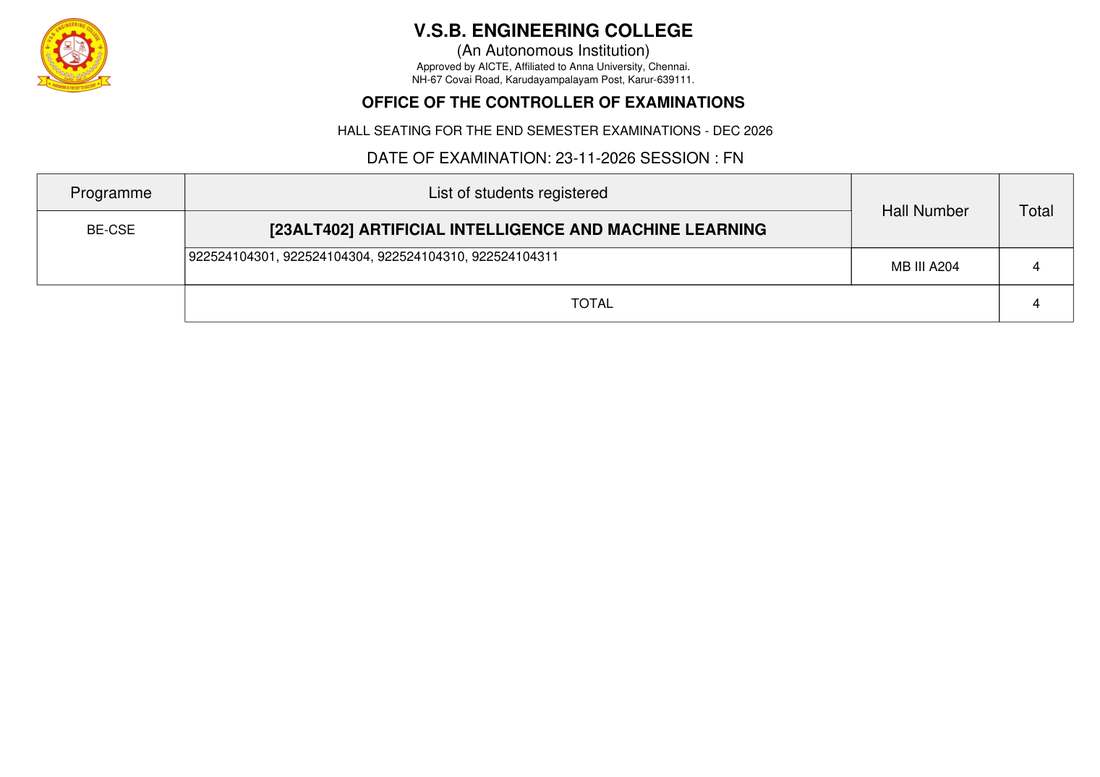 V.S.B. ENGINEERING COLLEGE
(An Autonomous Institution)
Approved by AICTE, Affiliated to Anna University, Chennai.
NH-67 Covai Road, Karudayampalayam Post, Karur-639111.
OFFICE OF THE CONTROLLER OF EXAMINATIONS
HALL SEATING FOR THE END SEMESTER EXAMINATIONS - DEC 2026
DATE OF EXAMINATION: 23-11-2026 SESSION : FN
Programme
List of students registered
Hall Number
Total
BE-CSE
[23ALT402] ARTIFICIAL INTELLIGENCE AND MACHINE LEARNING
922524104301, 922524104304, 922524104310, 922524104311
MB III A204
4
TOTAL
4